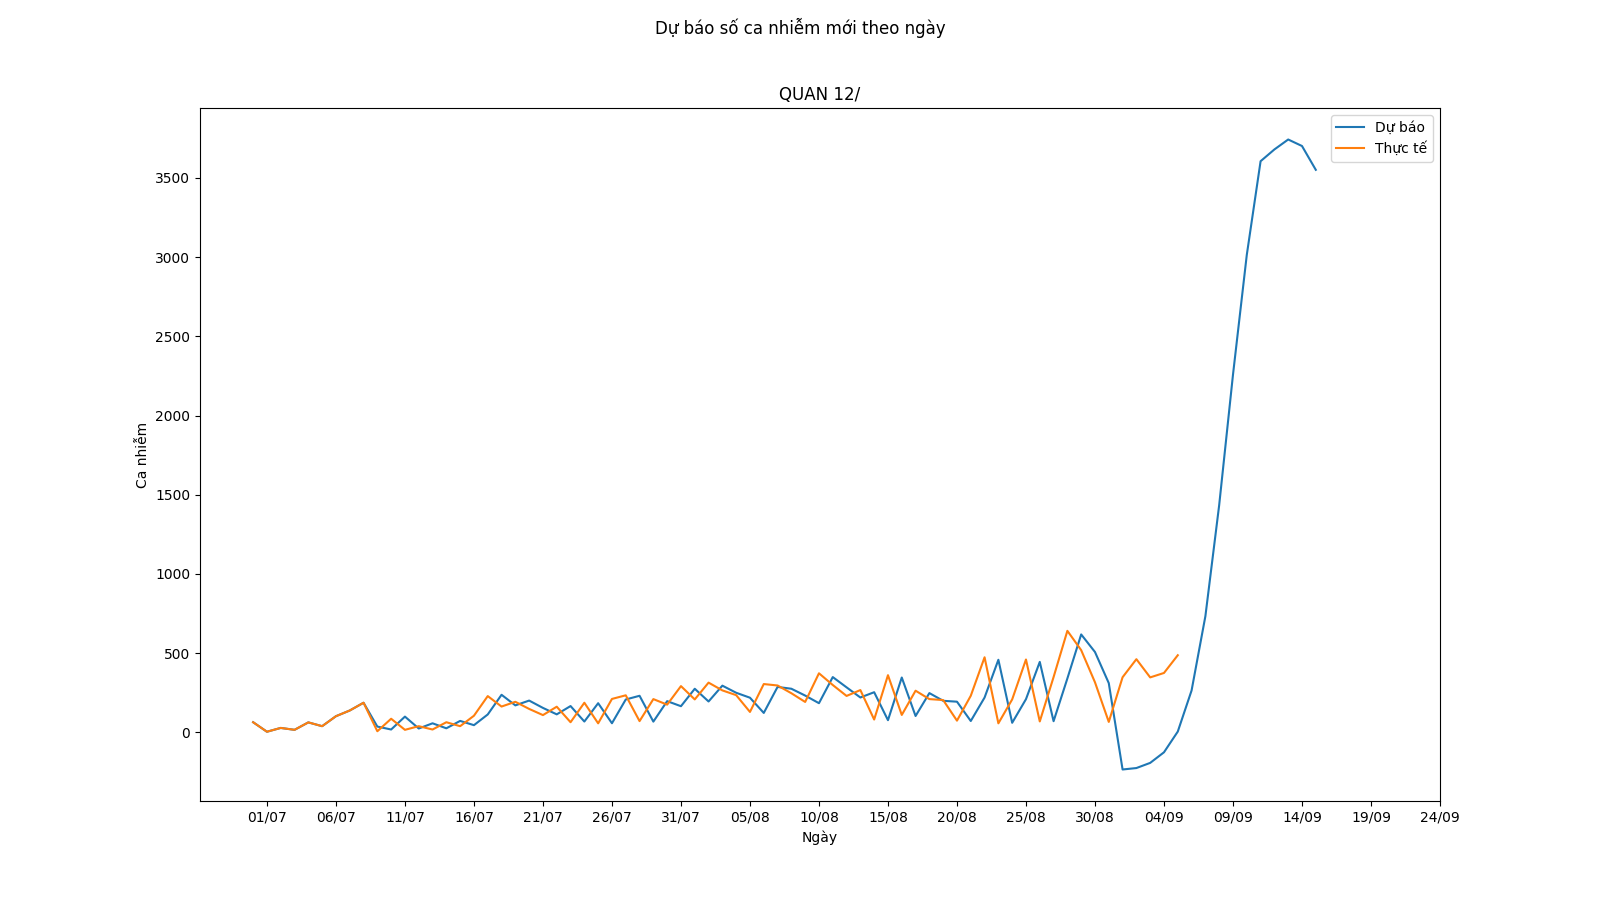 Dự báo số ca nhiễm mới theo ngày
QUAN 12/
Dự báo
Thực tế
3500
3000
2500
2000
1500
1000
500
0
Ca nhiễm
01/07 06/07 11/07 16/07 21/07 26/07 31/07 05/08 10/08 15/08 20/08 25/08 30/08 04/09 09/09 14/09 19/09 24/09
Ngày